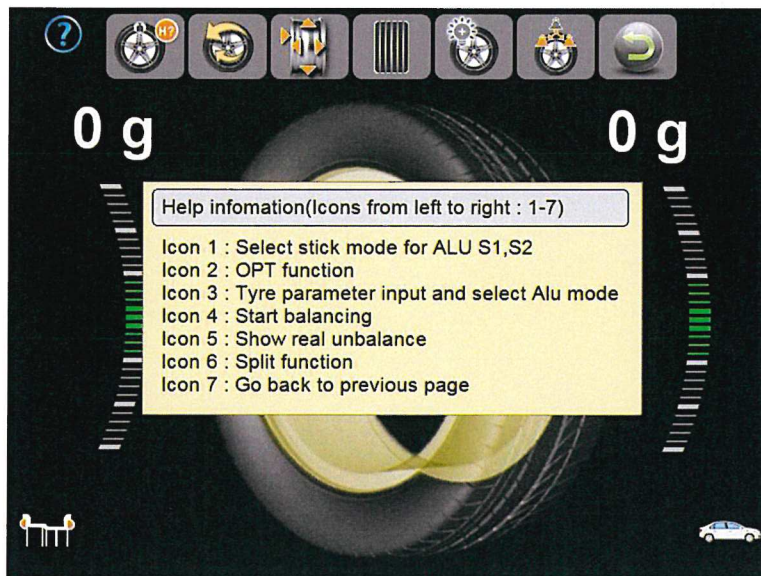 ?
H?
0 g
0 g
Help infomation(Icons from left to right : 1-7)
Icon 1 : Select stick mode for ALU S1,S2
Icon 2 : OPT function
Icon 3 : Tyre parameter input and select Alu mode
Icon 4 : Start balancing
Icon 5 : Show real unbalance
Icon 6 : Split function
Icon 7 : Go back to previous page